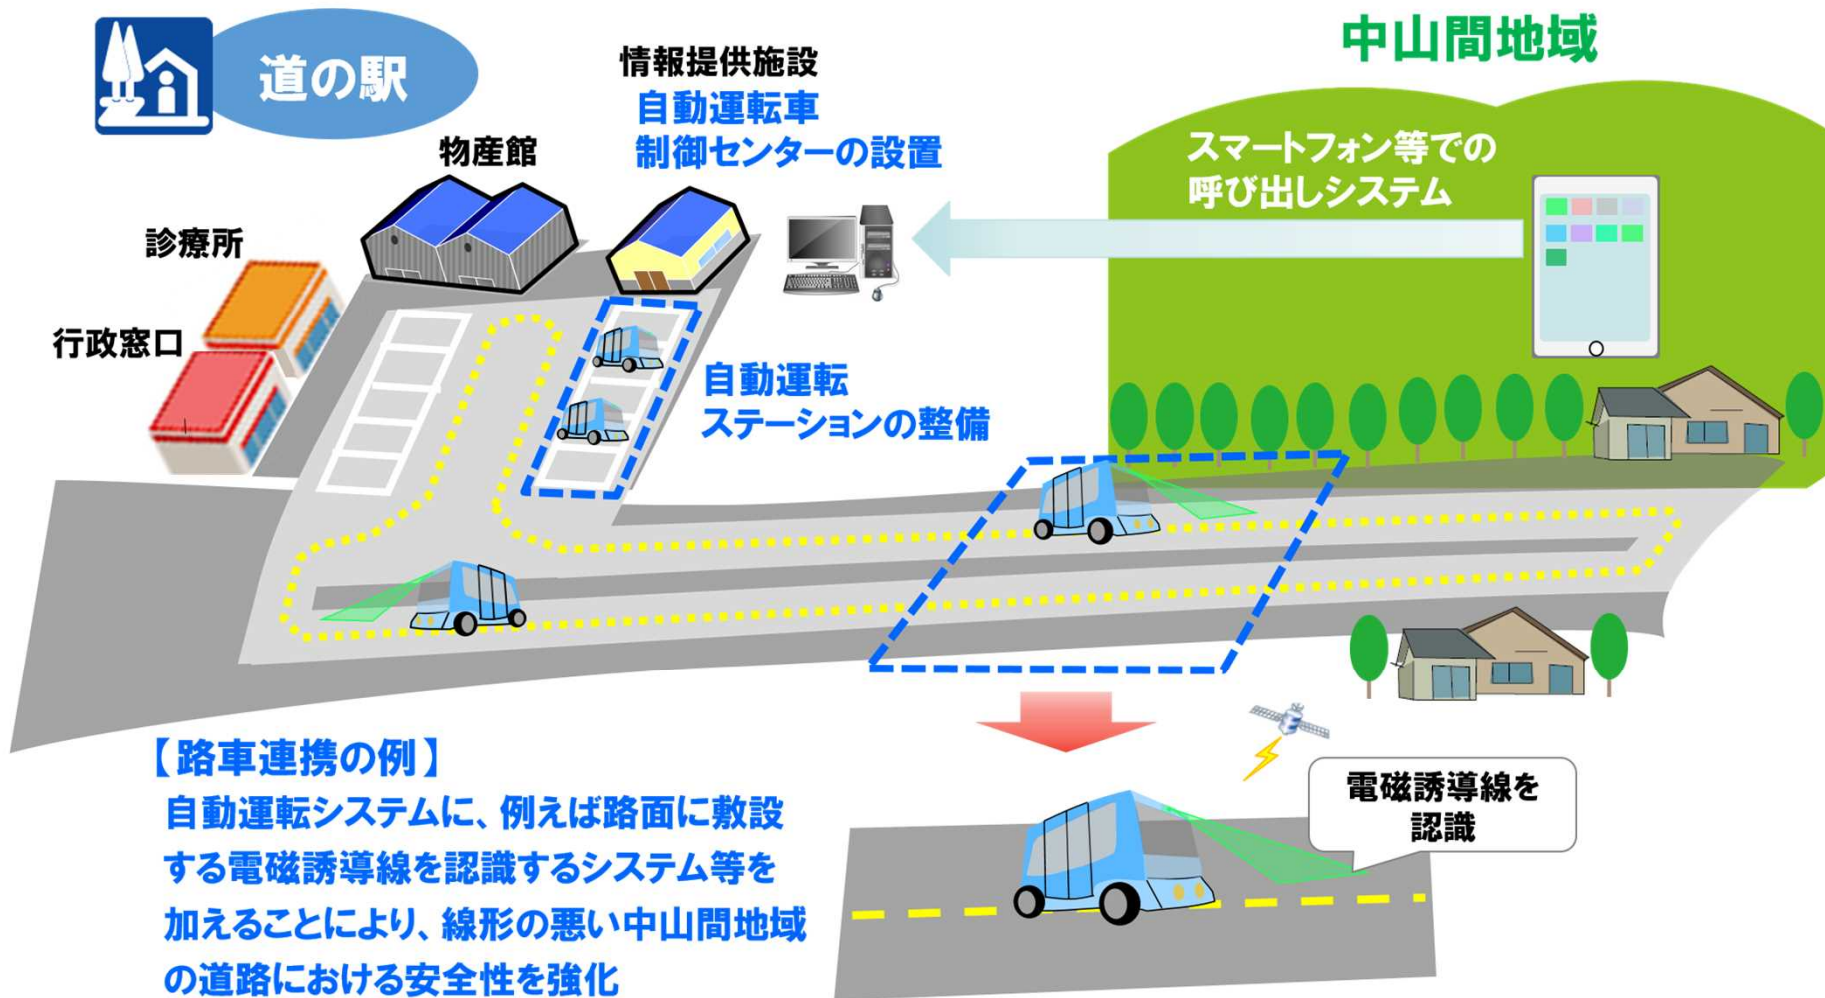 道の駅
情報提供施設
自動運転車
制御センターの設置
中山間地域
物産館
スマートフォン等での
呼び出しシステム
診療所
行政窓口
自動運転
ステーションの整備
【路車連携の例】
自動運転システムに、例えば路面に敷設
する電磁誘導線を認識するシステム等を
加えることにより、線形の悪い中山間地域
の道路における安全性を強化
電磁誘導線を
認識